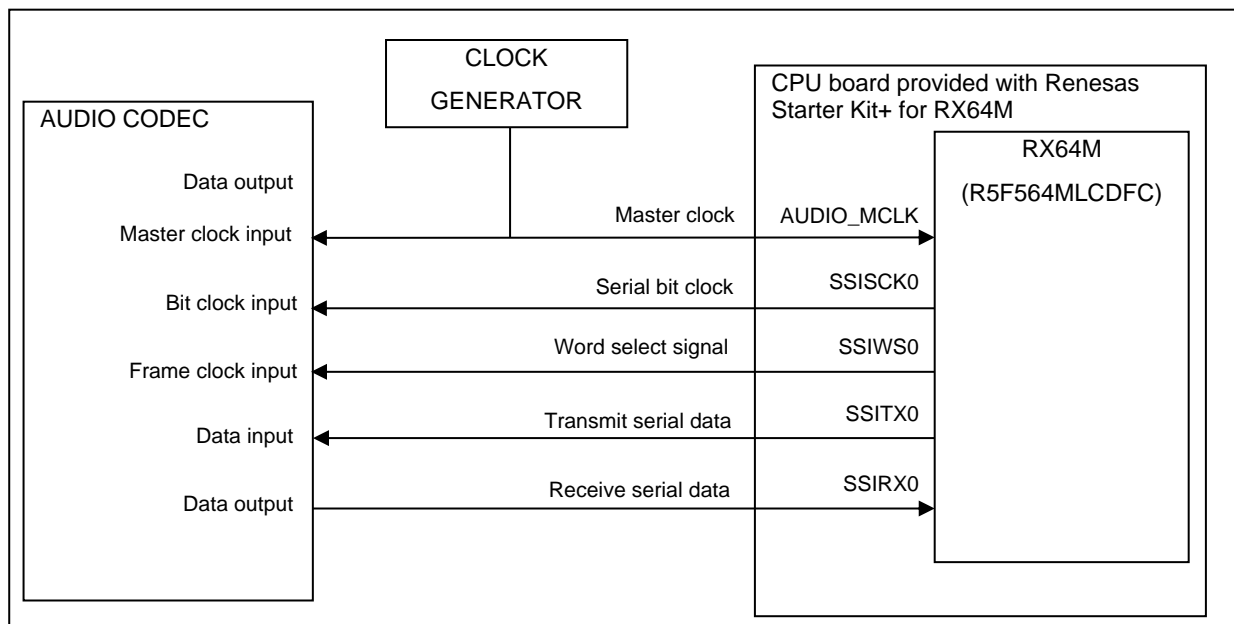 CLOCK
GENERATOR
CPU board provided with Renesas
Starter Kit+ for RX64M
AUDIO CODEC
RX64M
(R5F564MLCDFC)
Data output
Master clock input
Master clock
AUDIO_MCLK
Bit clock input
Serial bit clock
SSISCK0
Frame clock input
Word select signal
SSIWS0
Data input
Transmit serial data
SSITX0
Data output
Receive serial data
SSIRX0